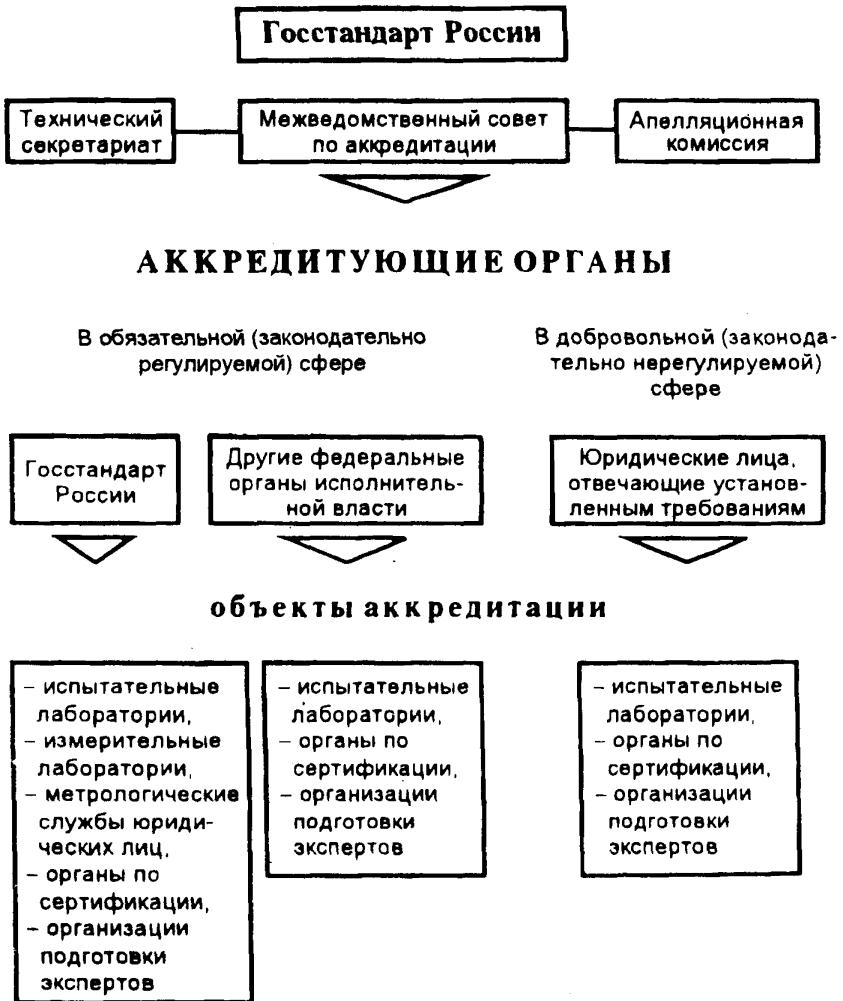 Госстандарт России
Технический
секретариат
Межведомственный совет
по аккредитации
Апелляционная
комиссия
АККРЕДИТУЮЩИЕ ОРГАНЫ
В обязательной (законодательно
регулируемой) сфере
В добровольной (законода-
тельно нерегулируемой)
сфере
Госстандарт
России
Другие федеральные
органы исполнитель-
ной власти
Юридические лица,
отвечающие установ-
ленным требованиям
объекты аккредитации
– испытательные
лаборатории,
– измерительные
лаборатории,
– метрологические
службы юриди-
ческих лиц,
– органы по
сертификации,
– организации
подготовки
экспертов
– испытательные
лаборатории,
– органы по
сертификации,
– организации
подготовки
экспертов
– испытательные
лаборатории,
– органы по
сертификации,
– организации
подготовки
экспертов